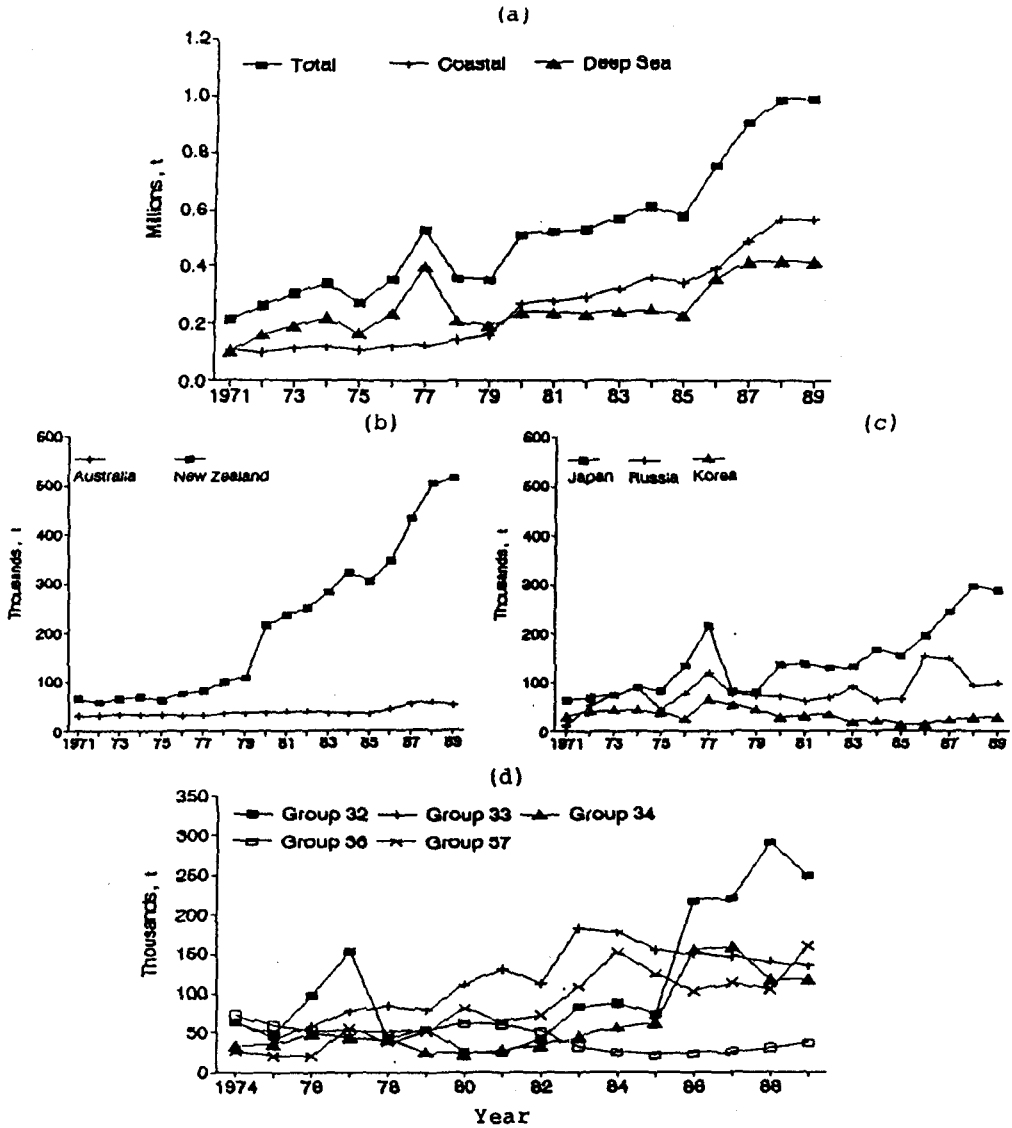 (a)
1.2
Total Coastal Deep Sea
1.0
0.8
Millions, t
0.6
0.4
0.2
0.0
1971 73 75 77 79 81 83 85 87 89
(b) (c)
600
Australia New Zealand
500
400
Thousands, t
300
200
100
0
1971 73 75 77 79 81 83 85 87 89
600
Japan Russia Korea
500
400
Thousands, t
300
200
100
0
1971 73 75 77 79 81 83 85 87 89
(d)
350
Group 32 Group 33 Group 34
300
Group 36 Group 37
250
Thousands, t
200
150
100
50
0
1974 76 78 80 82 84 86 88
Year